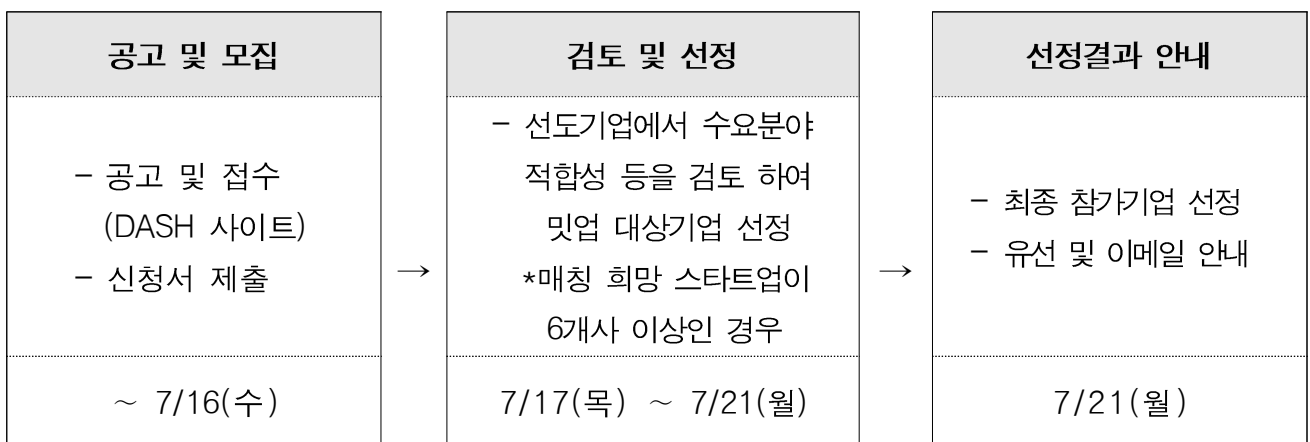 공고 및 모집
- 공고 및 접수
(DASH 사이트)
- 신청서 제출
~ 7/16(수)
→
검토 및 선정
- 선도기업에서 수요분야
적합성 등을 검토 하여
밋업 대상기업 선정
*매칭 희망 스타트업이
6개사 이상인 경우
7/17(목) ~ 7/21(월)
→
선정결과 안내
- 최종 참가기업 선정
- 유선 및 이메일 안내
7/21(월)